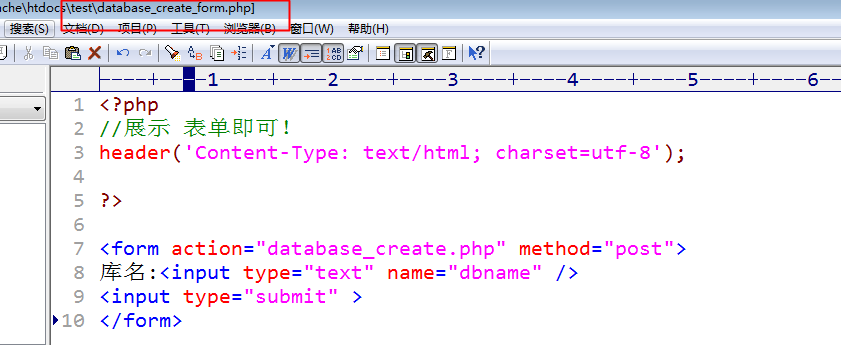 ache\htdocs\test\database_create_form.php]
搜索(S) 文档(D) 项目(P) 工具(T) 浏览器(B) 窗口(W) 帮助(H)
1 2 3 4 5 6
1 <?php
2 //展示 表单即可!
3 header('Content-Type: text/html; charset=utf-8');
4
5 ?>
6
7 <form action="database_create.php" method="post">
8 库名:<input type="text" name="dbname" />
9 <input type="submit" >
10 </form>